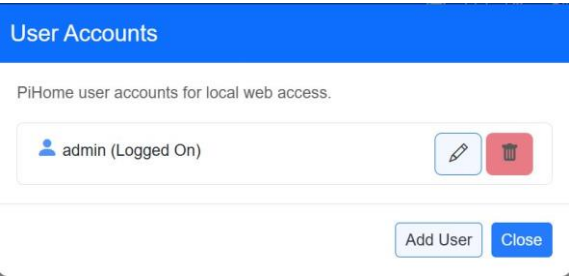 User Accounts
PiHome user accounts for local web access.
admin (Logged On)
Add User Close